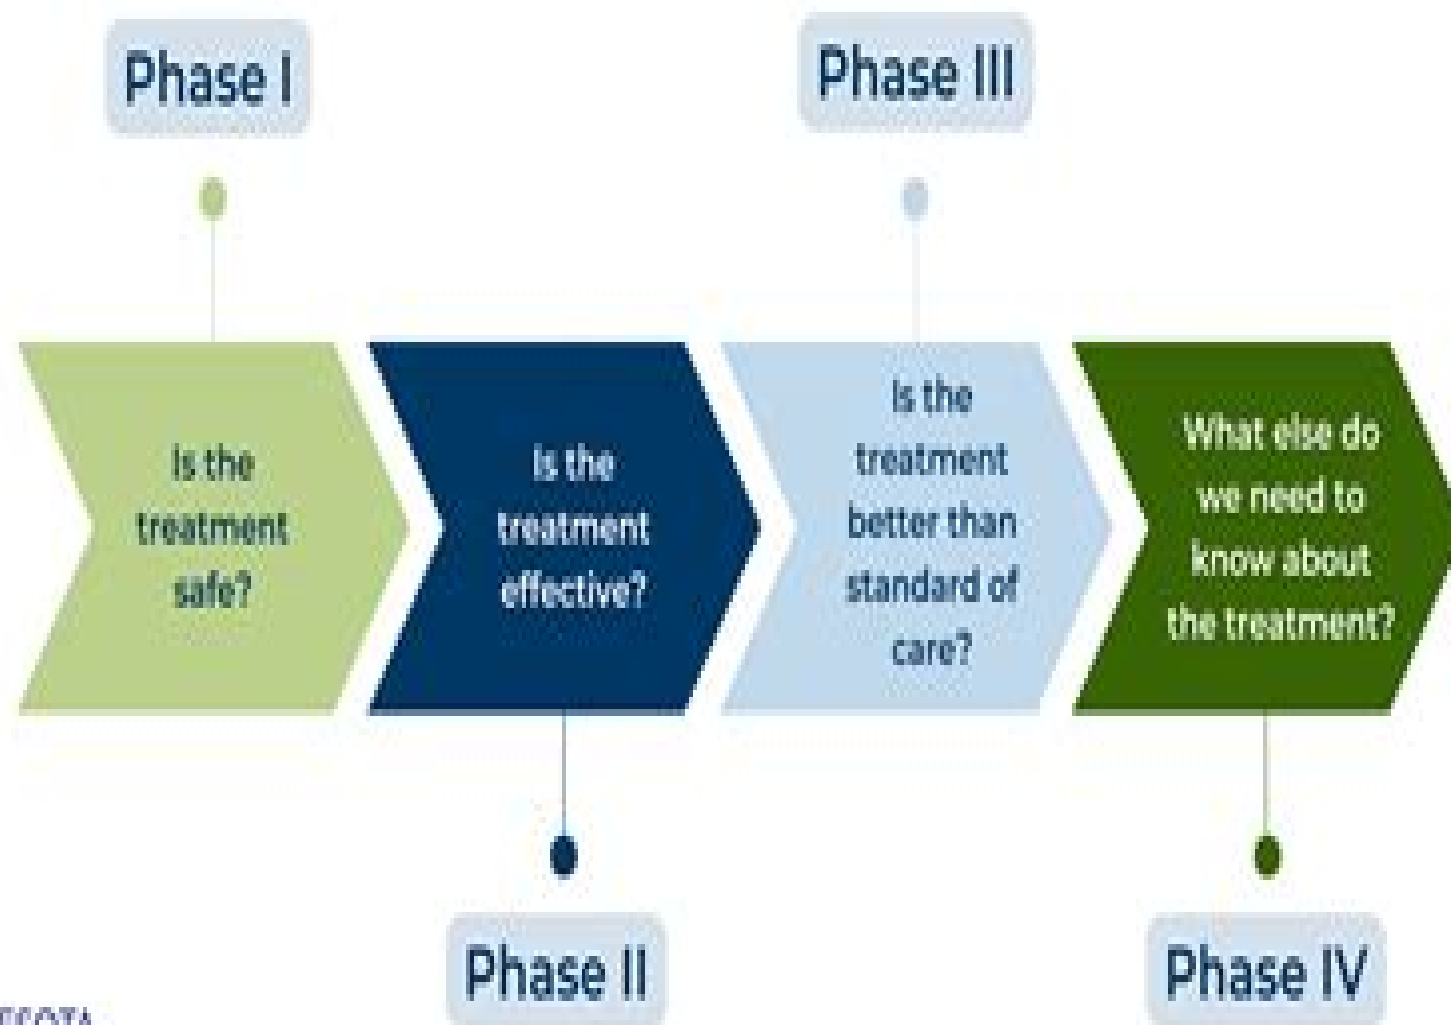 Phase I
Phase III
Is the
treatment
safe?
Is the
treatment
effective?
Is the
treatment
better than
standard of
care?
What else do
we need to
know about
the treatment?
Phase II
Phase IV